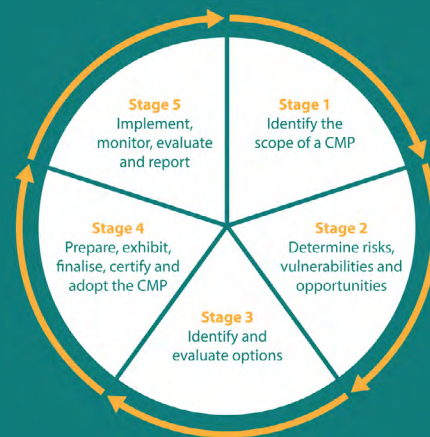 Stage 1
Identify the
scope of a CMP
Stage 2
Determine risks,
vulnerabilities and
opportunities
Stage 3
Identify and
evaluate options
Stage 4
Prepare, exhibit,
finalise, certify and
adopt the CMP
Stage 5
Implement,
monitor, evaluate
and report